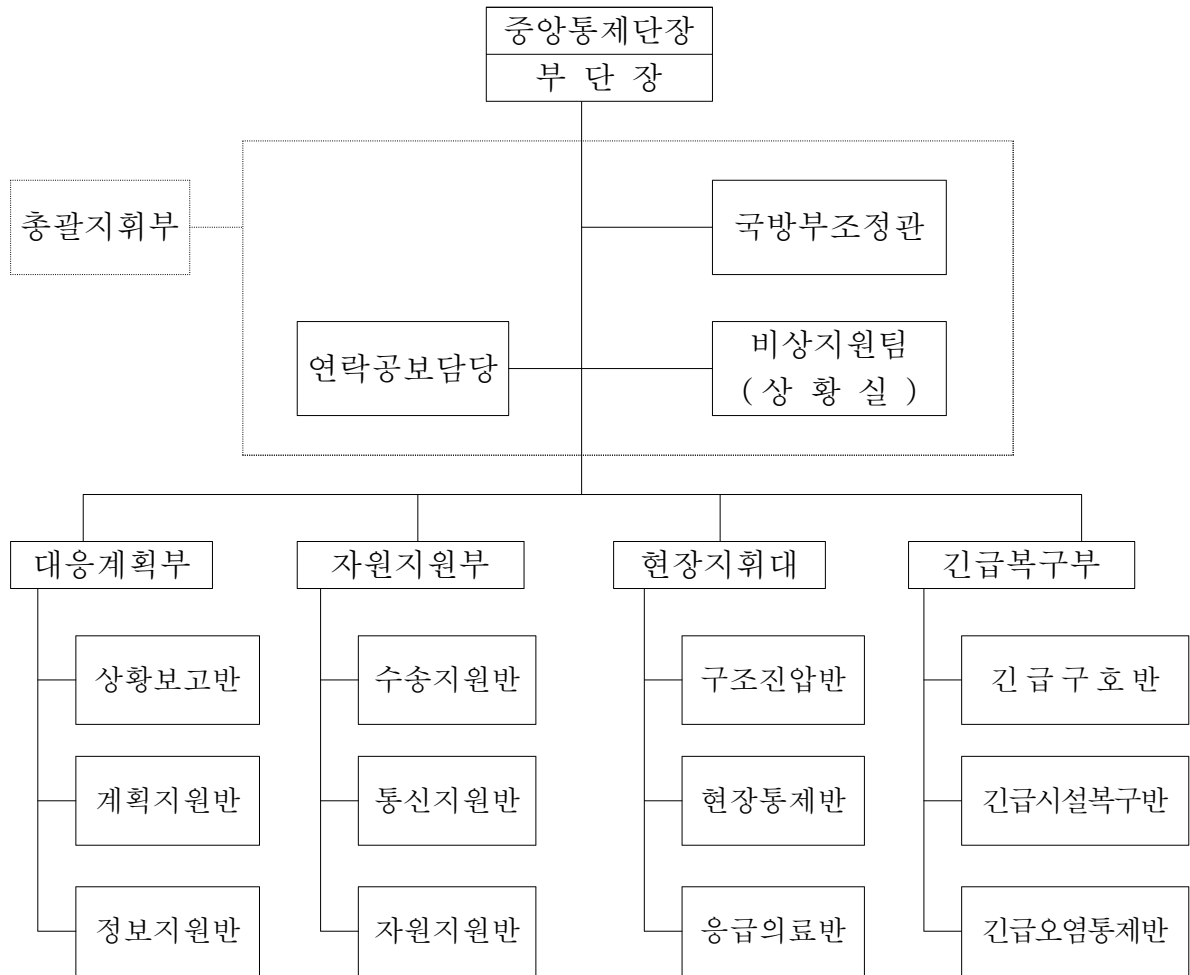 중앙통제단장
부 단 장
총괄지휘부
국방부조정관
연락공보담당
비상지원팀
( 상 황 실 )
대응계획부
자원지원부
현장지휘대
긴급복구부
상황보고반
수송지원반
구조진압반
긴 급 구 호 반
계획지원반
통신지원반
현장통제반
긴급시설복구반
정보지원반
자원지원반
응급의료반
긴급오염통제반